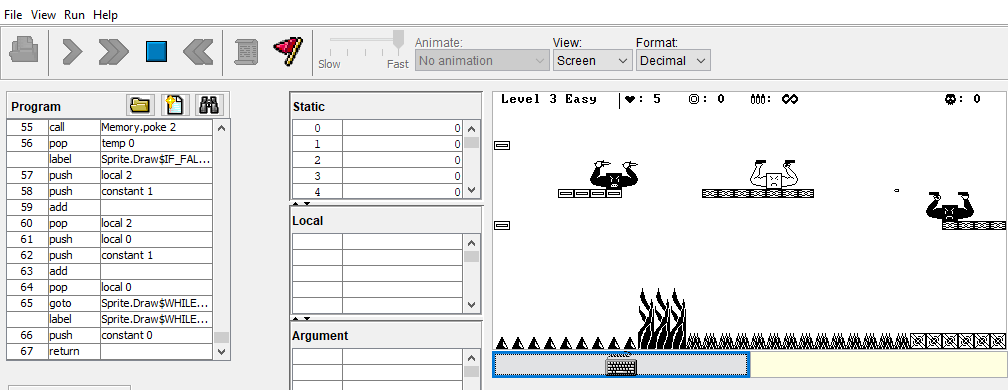 File View Run Help
Animate:
View:
Format:
Slow
Fast
No animation
Screen
Decimal
Program
55 call Memory.poke 2
56 pop temp 0
label Sprite.Draw$IF_FAL...
57 push local 2
58 push constant 1
59 add
60 pop local 2
61 push local 0
62 push constant 1
63 add
64 pop local 0
65 goto Sprite.Draw$WHILE...
label Sprite.Draw$WHILE...
66 push constant 0
67 return
Static
0 0
1 0
2 0
3 0
4 0
Local
Argument
Level 3 Easy : 5 : 0 : ∞ : 0